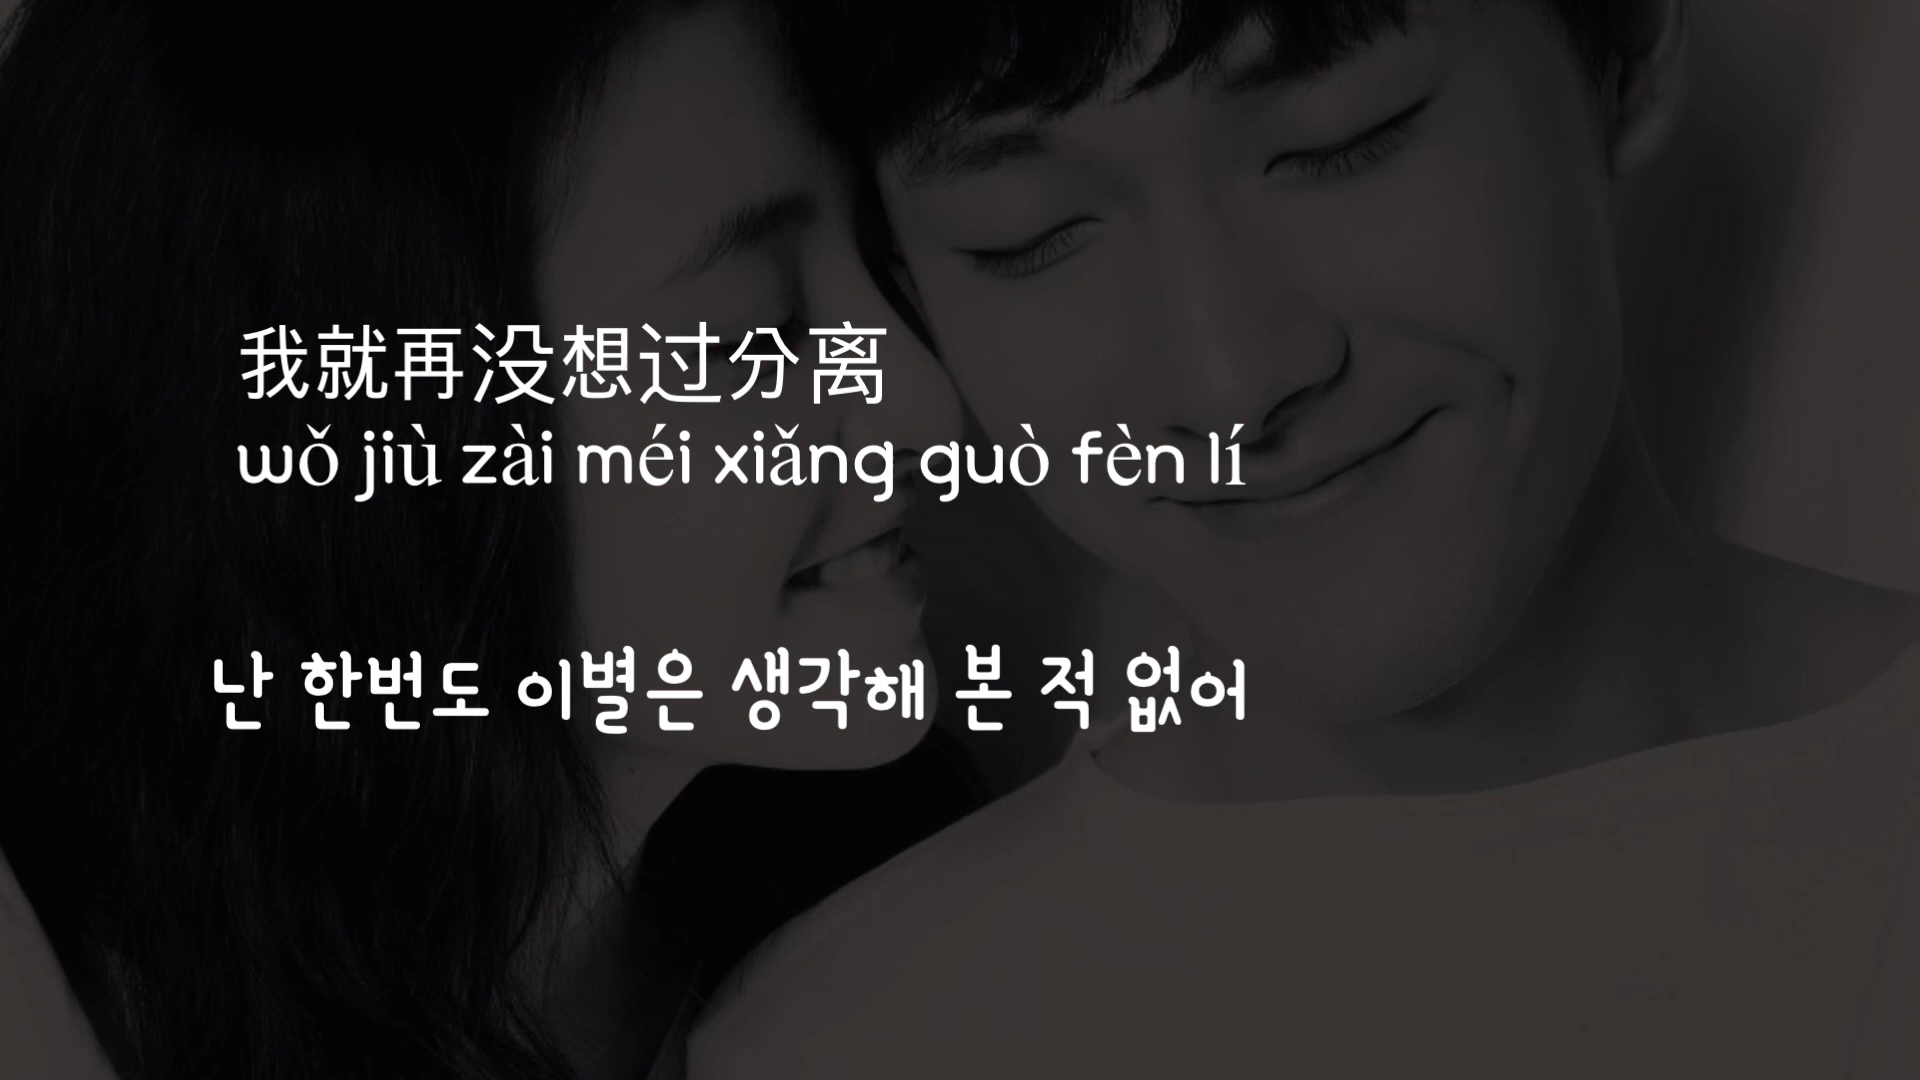 我就再没想过分离
wǒ jiù zài méi xiǎng guò fèn lí
난 한번도 이별은 생각해 본 적 없어